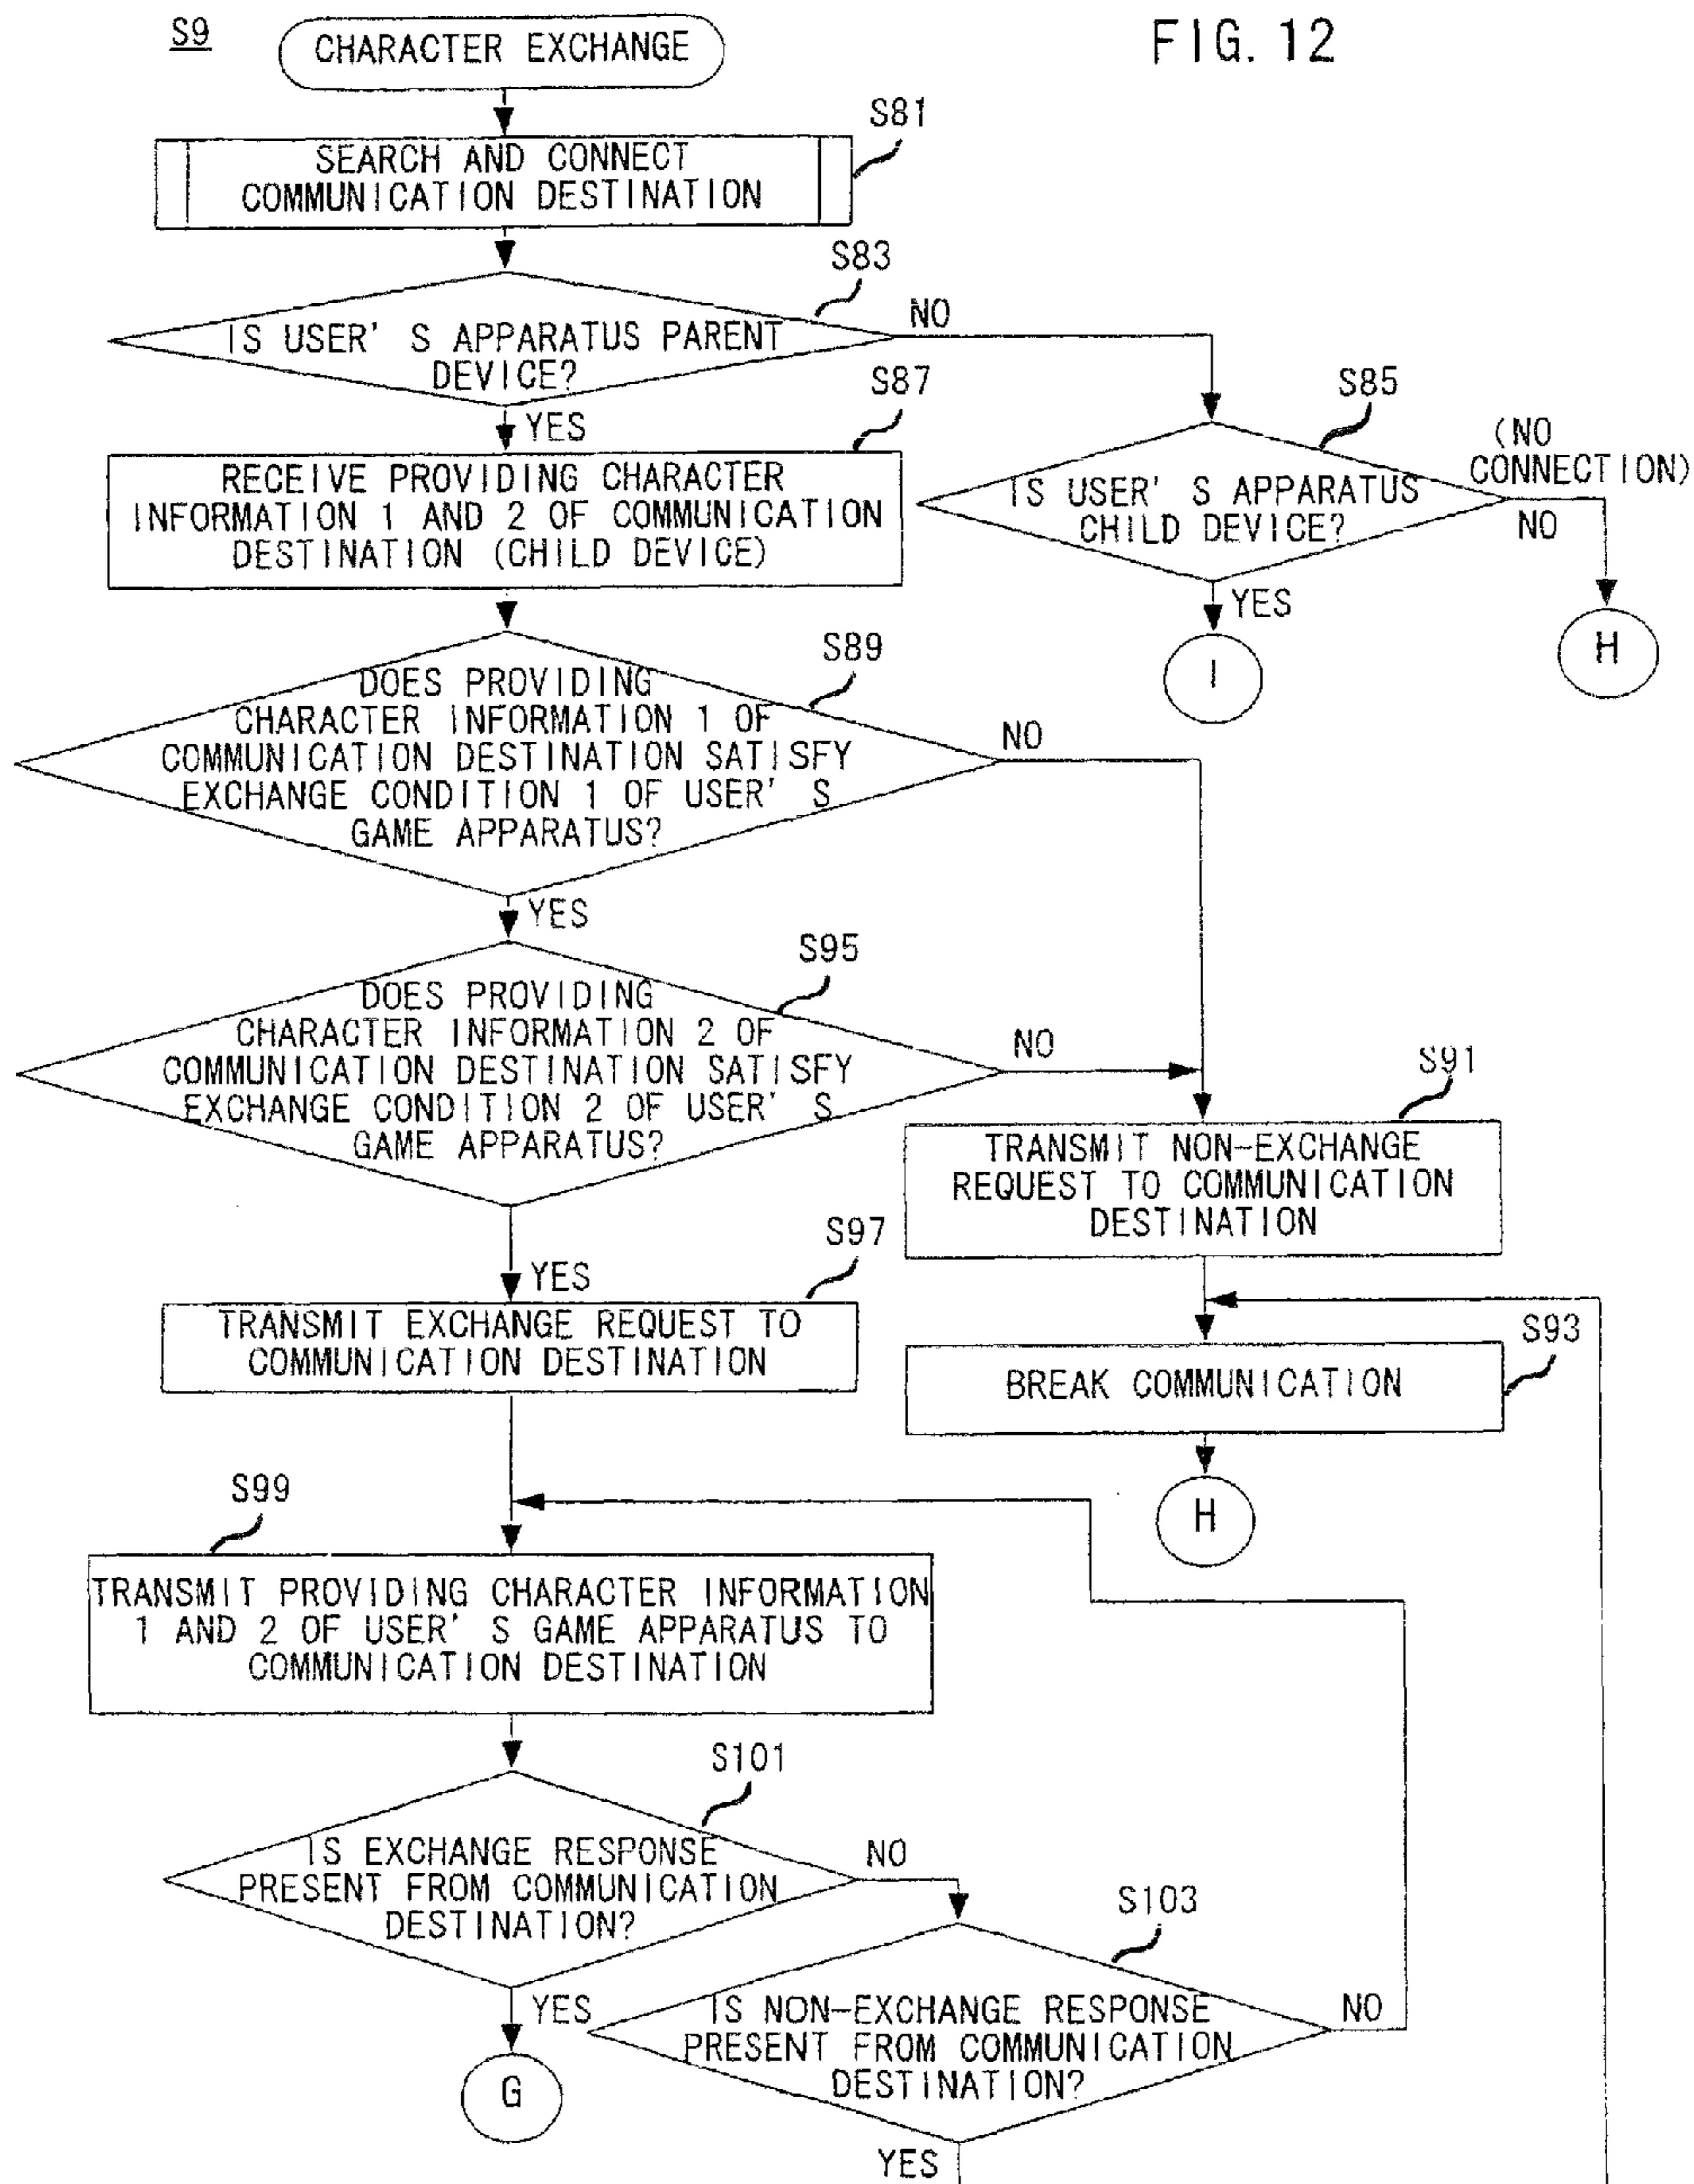 S9
CHARACTER EXCHANGE
FIG. 12
S81
SEARCH AND CONNECT
COMMUNICATION DESTINATION
S83
IS USER'S APPARATUS PARENT
DEVICE?
NO
YES
S87
RECEIVE PROVIDING CHARACTER
INFORMATION 1 AND 2 OF COMMUNICATION
DESTINATION (CHILD DEVICE)
S85
IS USER'S APPARATUS
CHILD DEVICE?
(NO
CONNECTION)
NO
H
YES
I
S89
DOES PROVIDING
CHARACTER INFORMATION 1 OF
COMMUNICATION DESTINATION SATISFY
EXCHANGE CONDITION 1 OF USER'S
GAME APPARATUS?
NO
YES
S95
DOES PROVIDING
CHARACTER INFORMATION 2 OF
COMMUNICATION DESTINATION SATISFY
EXCHANGE CONDITION 2 OF USER'S
GAME APPARATUS?
NO
S91
TRANSMIT NON-EXCHANGE
REQUEST TO COMMUNICATION
DESTINATION
YES
S97
TRANSMIT EXCHANGE REQUEST TO
COMMUNICATION DESTINATION
S93
BREAK COMMUNICATION
H
S99
TRANSMIT PROVIDING CHARACTER INFORMATION
1 AND 2 OF USER'S GAME APPARATUS TO
COMMUNICATION DESTINATION
S101
IS EXCHANGE RESPONSE
PRESENT FROM COMMUNICATION
DESTINATION?
NO
YES
G
S103
IS NON-EXCHANGE RESPONSE
PRESENT FROM COMMUNICATION
DESTINATION?
NO
YES